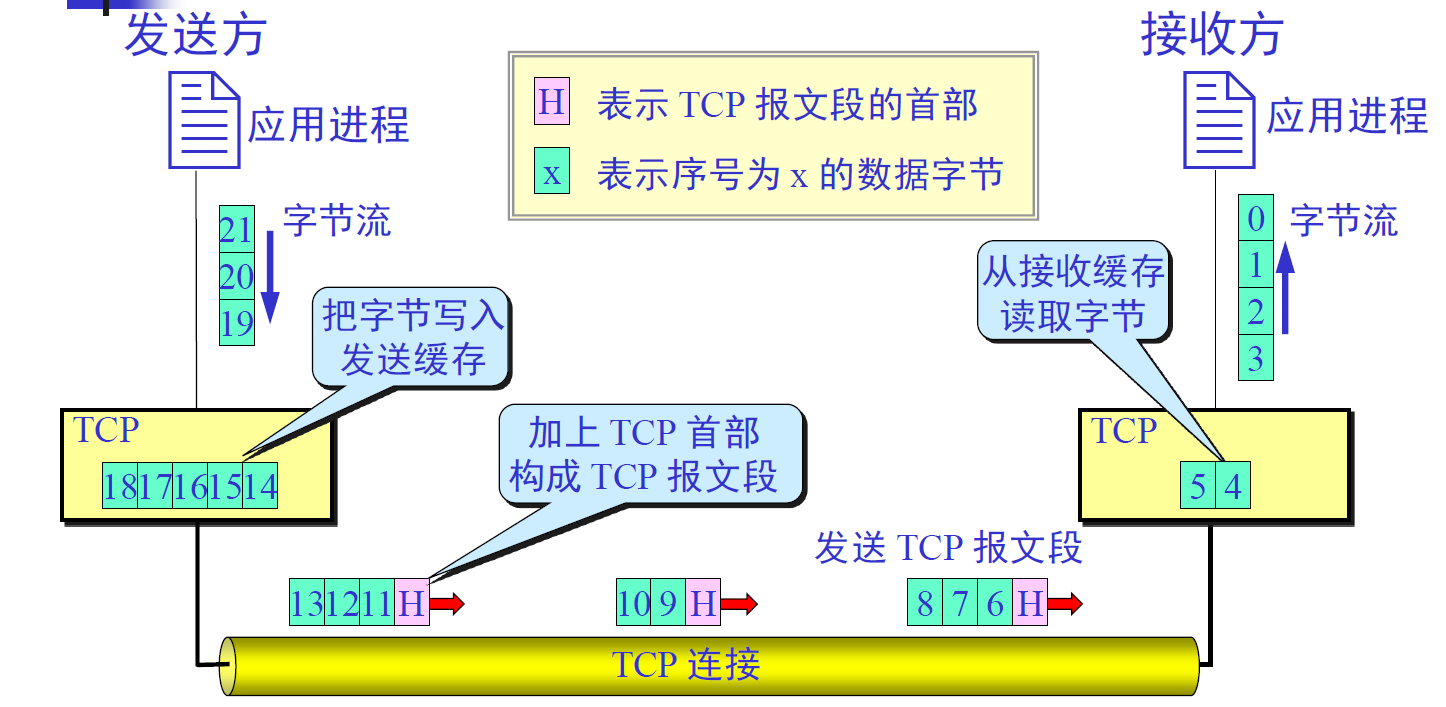 发送方
接收方
应用进程
应用进程
H 表示 TCP 报文段的首部
x 表示序号为 x 的数据字节
21
20
19
字节流
0
1
2
3
字节流
把字节写入
发送缓存
从接收缓存
读取字节
TCP
18 17 16 15 14
加上 TCP 首部
构成 TCP 报文段
TCP
5 4
发送 TCP 报文段
13 12 11 H
10 9 H
8 7 6 H
TCP 连接